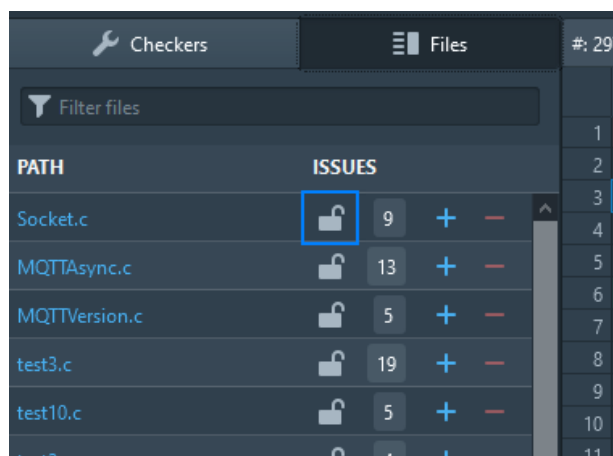 Checkers Files #: 29
Filter files
PATH ISSUES
Socket.c 9 + −
MQTTAsync.c 13 + −
MQTTVersion.c 5 + −
test3.c 19 + −
test10.c 5 + −
1
2
3
4
5
6
7
8
9
10